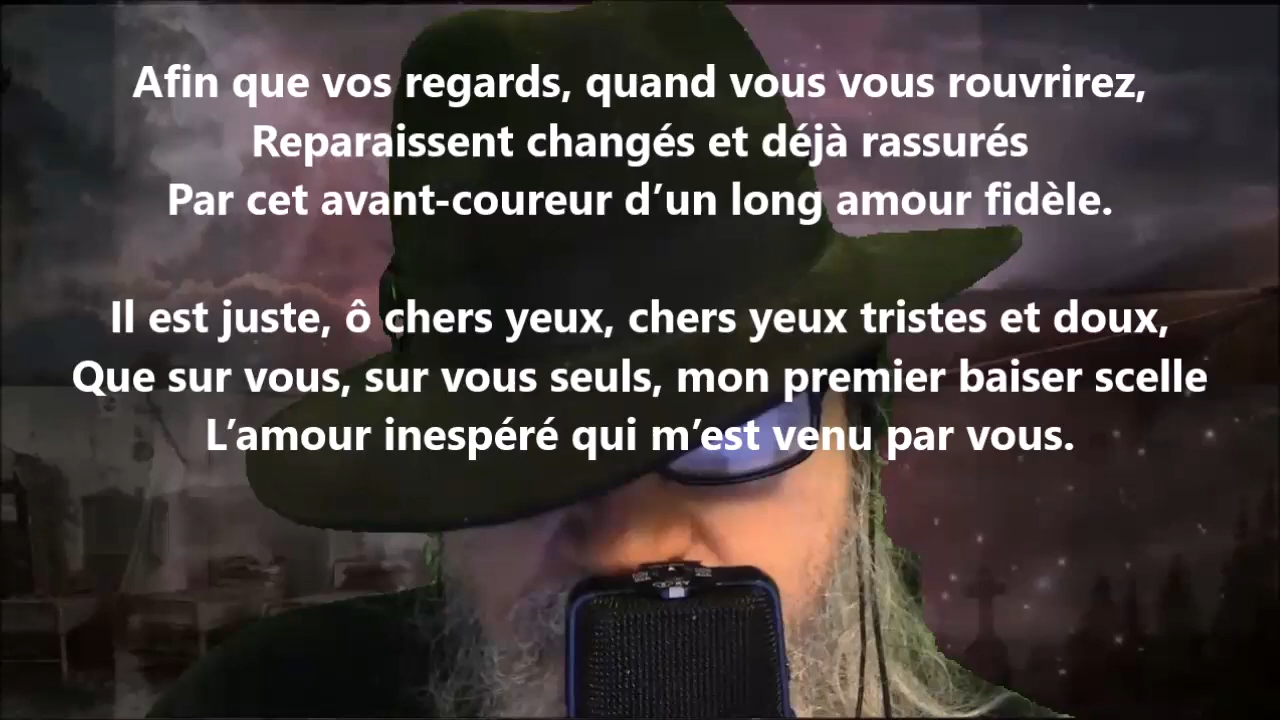 Afin que vos regards, quand vous vous rouvrirez,
Reparaissent changés et déjà rassurés
Par cet avant-coureur d’un long amour fidèle.
Il est juste, ô chers yeux, chers yeux tristes et doux,
Que sur vous, sur vous seuls, mon premier baiser scelle
L’amour inespéré qui m’est venu par vous.